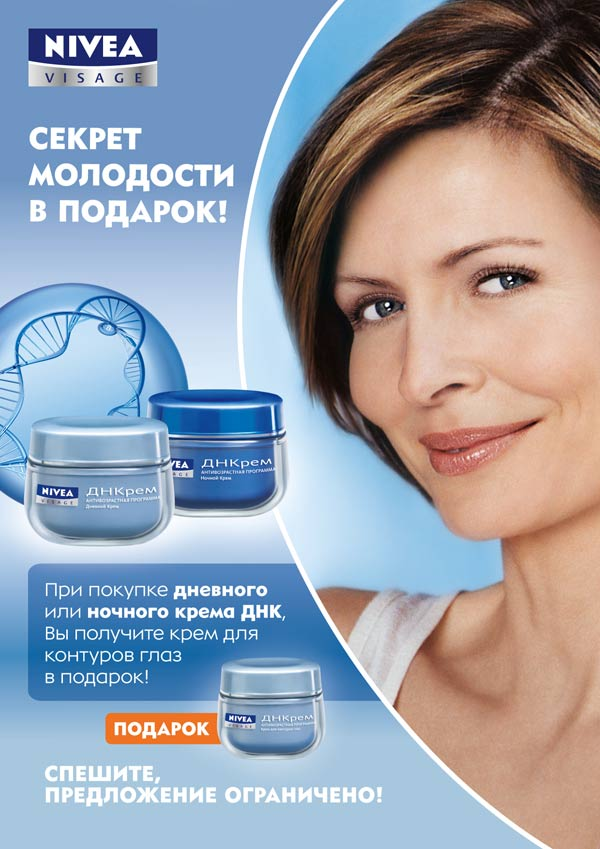 NIVEA
VISAGE
СЕКРЕТ
МОЛОДОСТИ
В ПОДАРОК!
NIVEA
VISAGE
ДНКрем
АНТИВОЗРАСТНАЯ ПРОГРАММА
Дневной Крем
VEA
ДНКрем
АНТИВОЗРАСТНАЯ ПРОГРАММА
Ночной Крем
При покупке дневного
или ночного крема ДНК,
Вы получите крем для
контуров глаз
в подарок!
ПОДАРОК
NIVEA
VISAGE
ДНКрем
АНТИВОЗРАСТНАЯ ПРОГРАММА
Крем для контуров глаз
СПЕШИТЕ,
ПРЕДЛОЖЕНИЕ ОГРАНИЧЕНО!